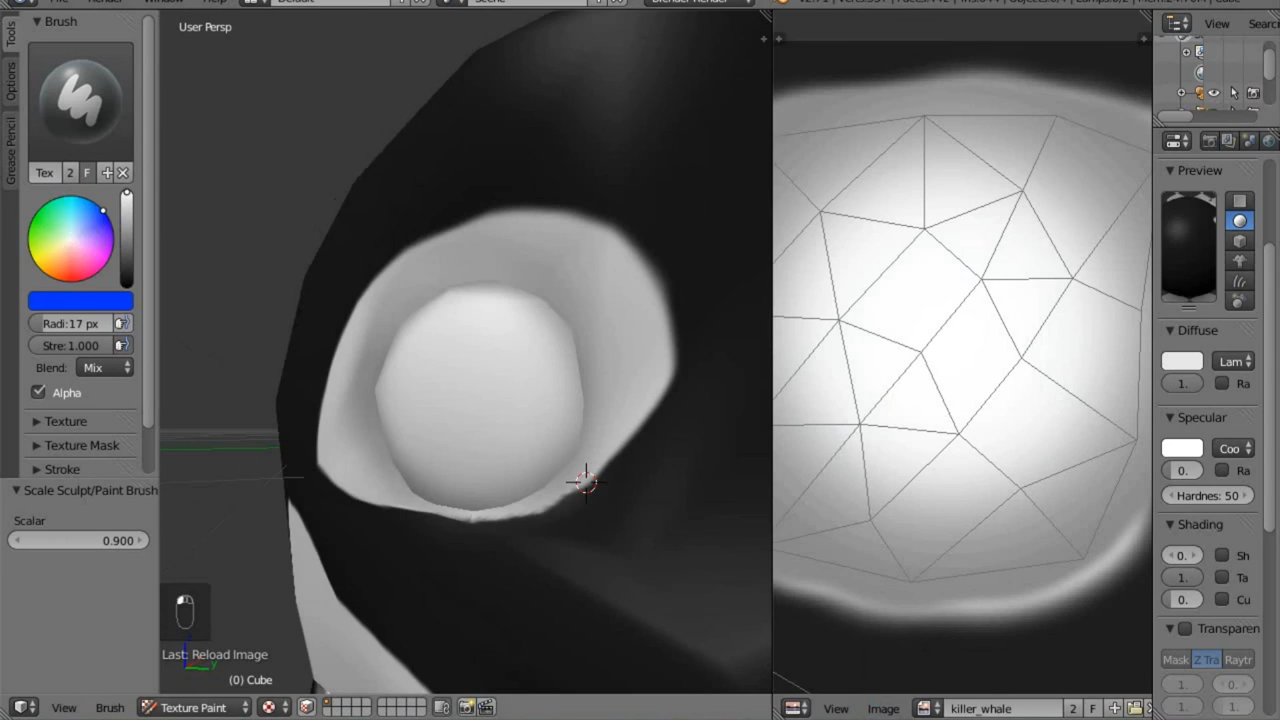 Brush
User Persp
View
Tools
Options
Grease Pencil
Tex 2 F
Radi:17 px
Stre:1.000
Blend: Mix
Alpha
Texture
Texture Mask
Stroke
Scale Sculpt/Paint Brush
Scalar
0.900
Last: Reload Image
(0) Cube
View Brush Texture Paint
View Image killer_whale 2 F
Preview
Diffuse
Lam
1. Ra
Specular
Coo
0. Ra
Hardnes: 50
Shading
0. Sh
1. Ta
0. Cu
Transparen
Mask Z Tra Raytr
1. 0.
1. 1.